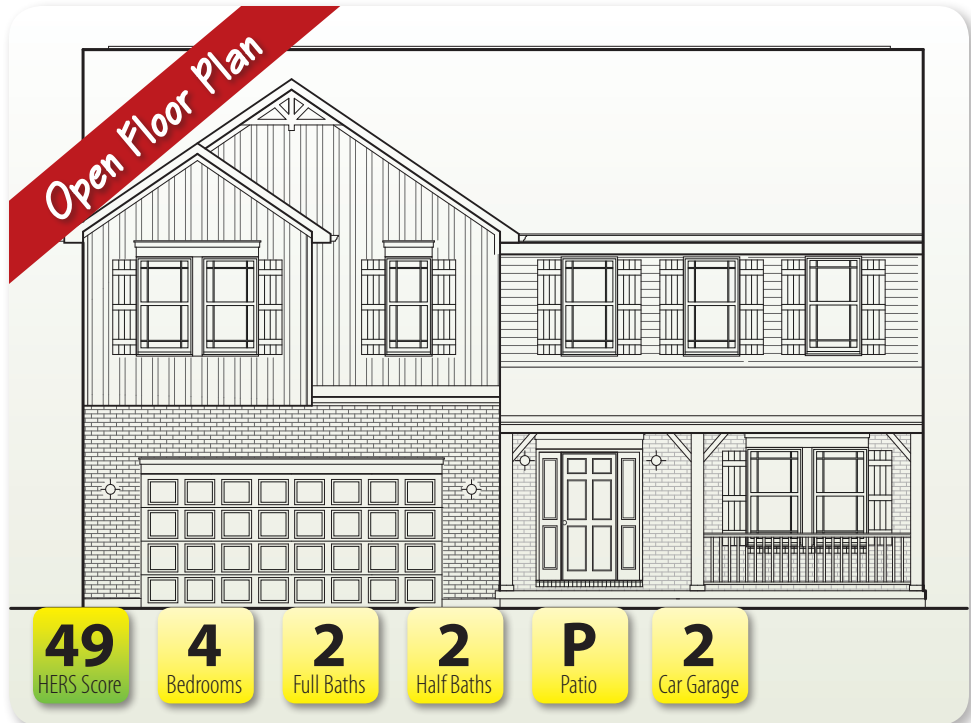 Open Floor Plan
49
HERS Score
4
Bedrooms
2
Full Baths
2
Half Baths
P
Patio
2
Car Garage